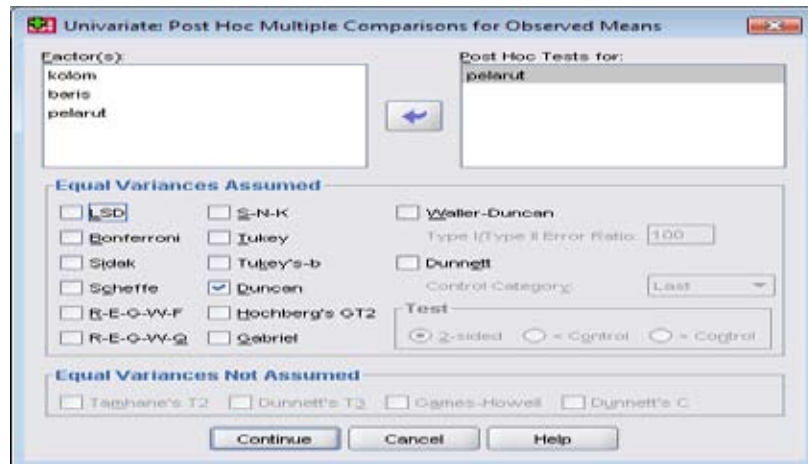 Univariate: Post Hoc Multiple Comparisons for Observed Means
Factor(s):
kolom
baris
pelarut
Post Hoc Tests for:
pelarut
Equal Variances Assumed
LSD
S-N-K
Waller-Duncan
Bonferroni
Tukey
Type I/Type II Error Ratio: 100
Sidak
Tukey's-b
Dunnett
Scheffe
Duncan
Control Category: Last
R-E-G-W-F
Hochberg's GT2
Test
R-E-G-W-Q
Gabriel
2-sided
< Control
> Control
Equal Variances Not Assumed
Tamhane's T2
Dunnett's T3
Games-Howell
Dunnett's C
Continue
Cancel
Help